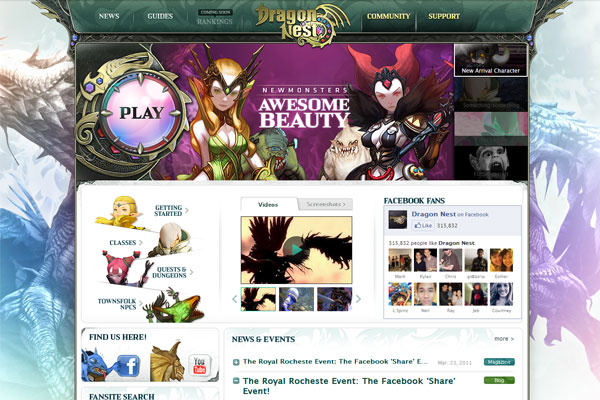 NEWS
GUIDES
COMING SOON
RANKINGS
Dragon
Nest
COMMUNITY
SUPPORT
PLAY
NEW MONSTERS
AWESOME
BEAUTY
New Arrival Character
GETTING
STARTED
CLASSES
QUESTS &
DUNGEONS
TOWNSFOLK
NPCS
Videos
Screenshots >
FACEBOOK FANS
Dragon Nest on Facebook
Like 315,832
315,832 people like Dragon Nest
Mark Kylan Chris Esther
Neil Ray Jeb Courtney
FIND US HERE!
f
You
Tube
FANSITE SEARCH
NEWS & EVENTS
more >
The Royal Rocheste Event: The Facebook 'Share' E... Mar. 23, 2011 Magazine
The Royal Rocheste Event: The Facebook 'Share'
Event!
Blog